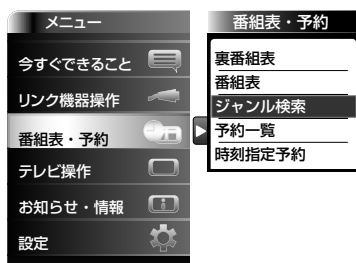 メニュー
今すぐできること
リンク機器操作
番組表・予約
テレビ操作
お知らせ・情報
設定
番組表・予約
裏番組表
番組表
ジャンル検索
予約一覧
時刻指定予約